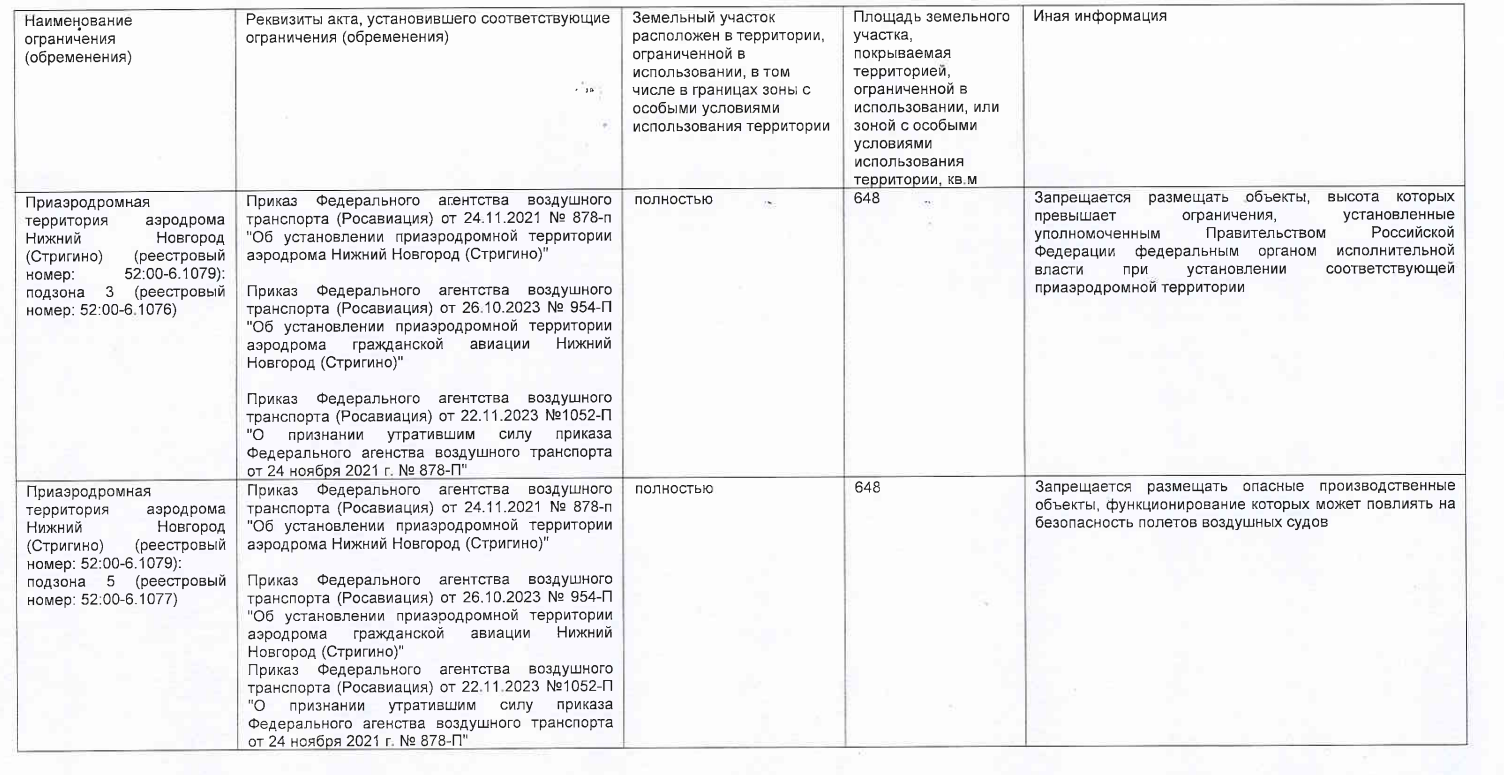 Наименование
ограничения
(обременения)
Реквизиты акта, установившего соответствующие
ограничения (обременения)
Земельный участок
расположен в территории,
ограниченной в
использовании, в том
числе в границах зоны с
особыми условиями
использования территории
Площадь земельного
участка,
покрываемая
территорией,
ограниченной в
использовании, или
зоной с особыми
условиями
использования
территории, кв.м
Иная информация
Приаэродромная
территория аэродрома
Нижний Новгород
(Стригино) (реестровый
номер: 52:00-6.1079):
подзона 3 (реестровый
номер: 52:00-6.1076)
Приказ Федерального агентства воздушного
транспорта (Росавиация) от 24.11.2021 № 878-п
"Об установлении приаэродромной территории
аэродрома Нижний Новгород (Стригино)"
Приказ Федерального агентства воздушного
транспорта (Росавиация) от 26.10.2023 № 954-П
"Об установлении приаэродромной территории
аэродрома гражданской авиации Нижний
Новгород (Стригино)"
Приказ Федерального агентства воздушного
транспорта (Росавиация) от 22.11.2023 №1052-П
"О признании утратившим силу приказа
Федерального агенства воздушного транспорта
от 24 ноября 2021 г. № 878-П"
полностью
648
Запрещается размещать объекты, высота которых
превышает ограничения, установленные
уполномоченным Правительством Российской
Федерации федеральным органом исполнительной
власти при установлении соответствующей
приаэродромной территории
Приаэродромная
территория аэродрома
Нижний Новгород
(Стригино) (реестровый
номер: 52:00-6.1079):
подзона 5 (реестровый
номер: 52:00-6.1077)
Приказ Федерального агентства воздушного
транспорта (Росавиация) от 24.11.2021 № 878-п
"Об установлении приаэродромной территории
аэродрома Нижний Новгород (Стригино)"
Приказ Федерального агентства воздушного
транспорта (Росавиация) от 26.10.2023 № 954-П
"Об установлении приаэродромной территории
аэродрома гражданской авиации Нижний
Новгород (Стригино)"
Приказ Федерального агентства воздушного
транспорта (Росавиация) от 22.11.2023 №1052-П
"О признании утратившим силу приказа
Федерального агенства воздушного транспорта
от 24 ноября 2021 г. № 878-П"
полностью
648
Запрещается размещать опасные производственные
объекты, функционирование которых может повлиять на
безопасность полетов воздушных судов